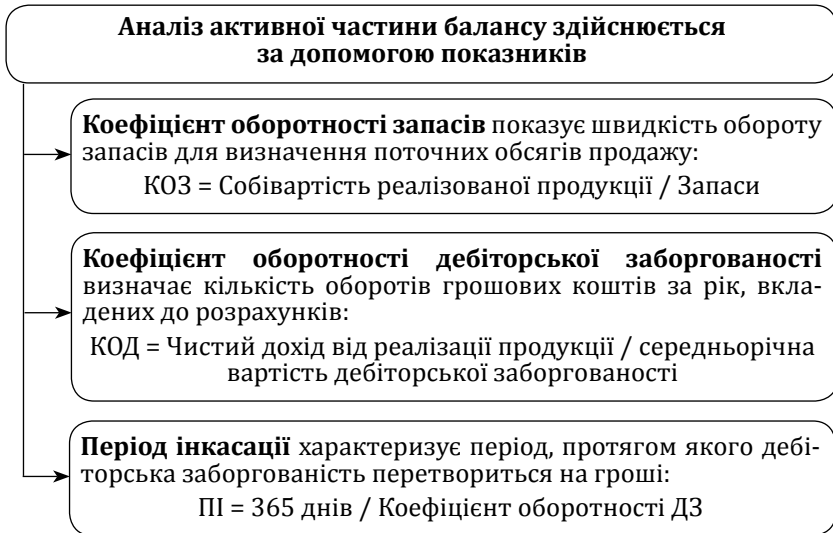 Аналіз активної частини балансу здійснюється
за допомогою показників
Коефіцієнт оборотності запасів показує швидкість обороту
запасів для визначення поточних обсягів продажу:
КОЗ = Собівартість реалізованої продукції / Запаси
Коефіцієнт оборотності дебіторської заборгованості
визначає кількість оборотів грошових коштів за рік, вкла-
дених до розрахунків:
КОД = Чистий дохід від реалізації продукції / середньорічна
вартість дебіторської заборгованості
Період інкасації характеризує період, протягом якого дебі-
торська заборгованість перетвориться на гроші:
ПІ = 365 днів / Коефіцієнт оборотності ДЗ